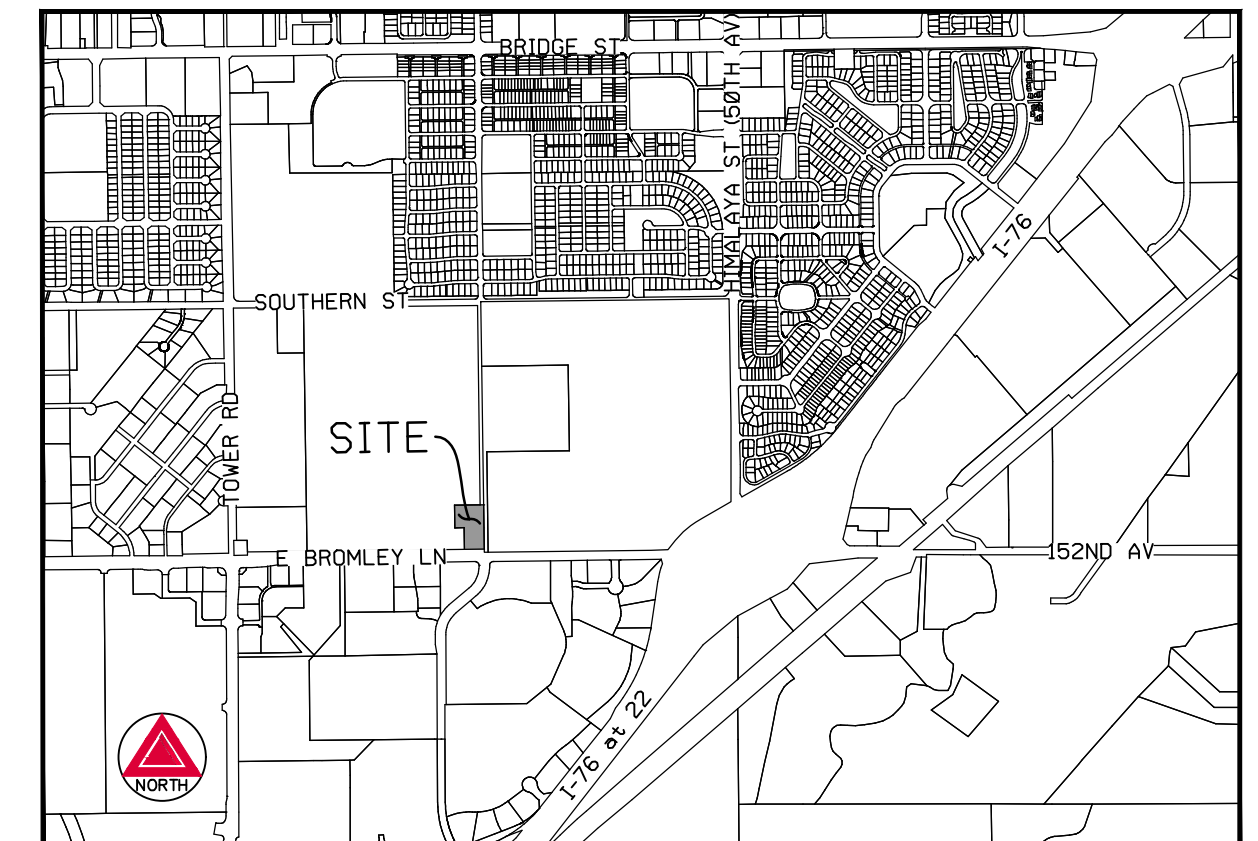 BRIDGE ST
HIMALAYA ST (50TH AV)
I-76
SOUTHERN ST
TOWER RD
SITE
E BROMLEY LN
152ND AV
I-76 at 22
NORTH